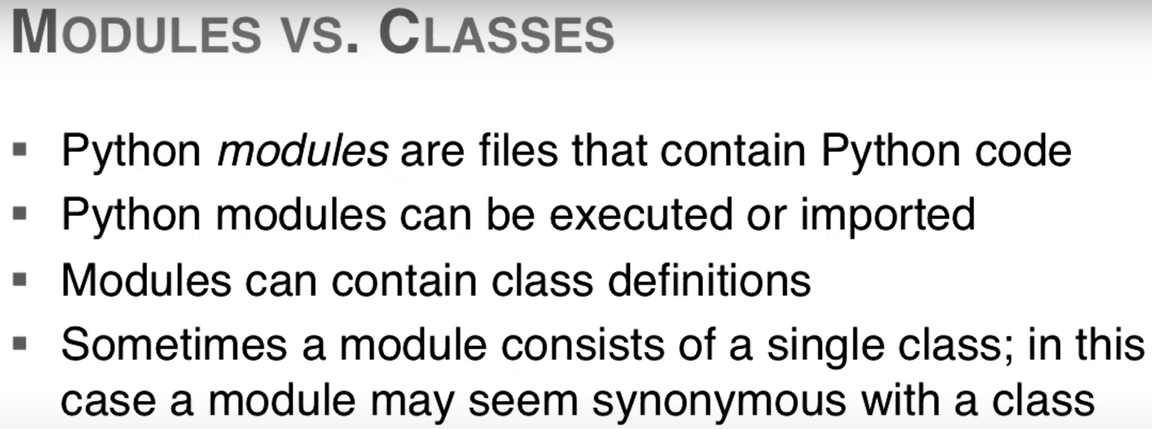 MODULES VS. CLASSES
▪ Python modules are files that contain Python code
▪ Python modules can be executed or imported
▪ Modules can contain class definitions
▪ Sometimes a module consists of a single class; in this
case a module may seem synonymous with a class